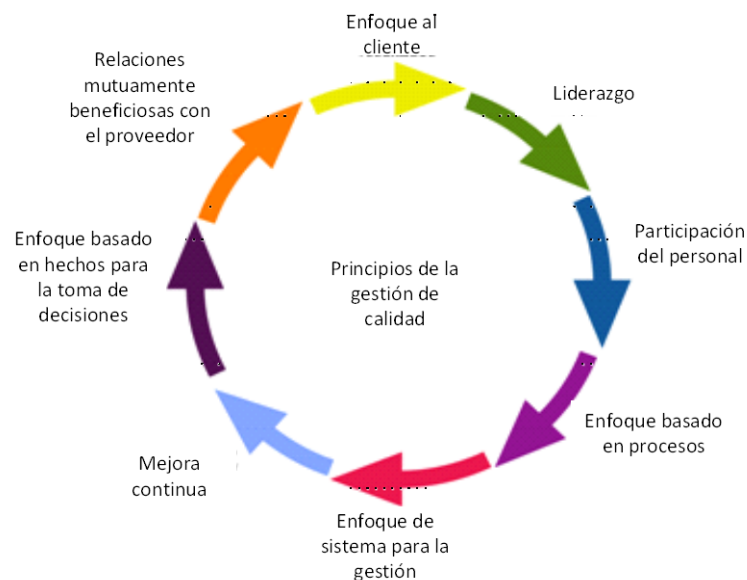 Enfoque al
cliente
Liderazgo
Participación
del personal
Enfoque basado
en procesos
Enfoque de
sistema para la
gestión
Mejora
continua
Enfoque basado
en hechos para
la toma de
decisiones
Relaciones
mutuamente
beneficiosas con
el proveedor
Principios de la
gestión de
calidad